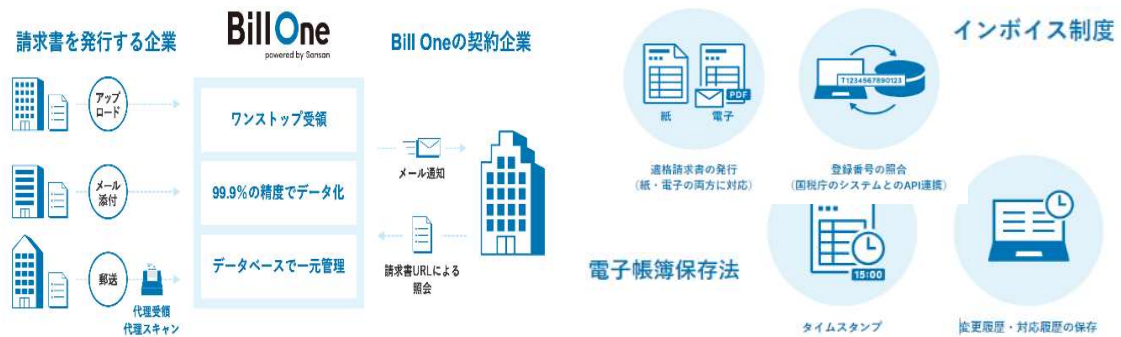 請求書を発行する企業
Bill One
powered by Sansan
Bill Oneの契約企業
アップ
ロード
メール
添付
郵送
代理受領
代理スキャン
ワンストップ受領
99.9%の精度でデータ化
データベースで一元管理
メール通知
請求書URLによる
照会
インボイス制度
紙
電子
PDF
T1234567890123
適格請求書の発行
(紙・電子の両方に対応)
登録番号の照合
(国税庁のシステムとのAPI連携)
電子帳簿保存法
15:00
タイムスタンプ
変更履歴・対応履歴の保存